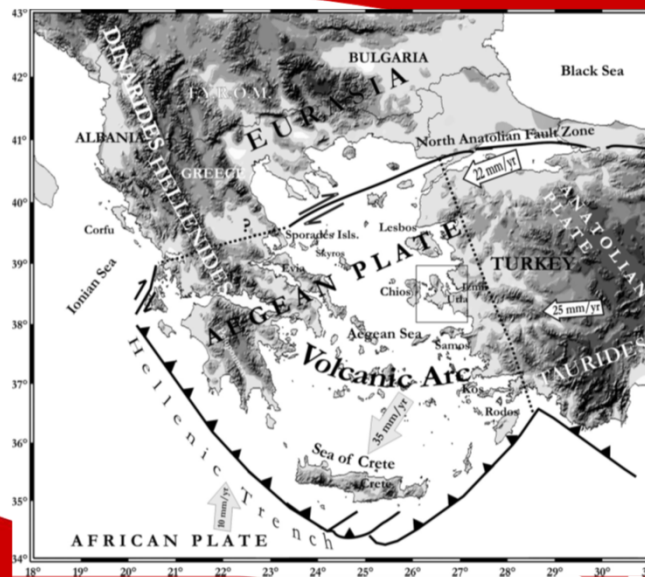 43°
42°
41°
40°
39°
38°
37°
36°
35°
34°
18 19° 20° 21° 22° 23° 24° 25° 26° 27° 28° 29° 30°
BULGARIA
Black Sea
DINARIDES HELLENIDES
F.Y.R.O.M.
EURASIA
ALBANIA
GREECE
North Anatolian Fault Zone
22 mm/yr
ANATOLIAN PLATE
Corfu
?
Sporades Isls.
Lesbos
Skyros
AEGEAN PLATE
TURKEY
Ionian Sea
Evia
Chios
Izmir
Urla
25 mm/yr
Aegean Sea
Samos
Volcanic Arc
TAURIDES
Kos
Rodos
35 mm/yr
Hellenic Trench
Sea of Crete
Crete
10 mm/yr
AFRICAN PLATE